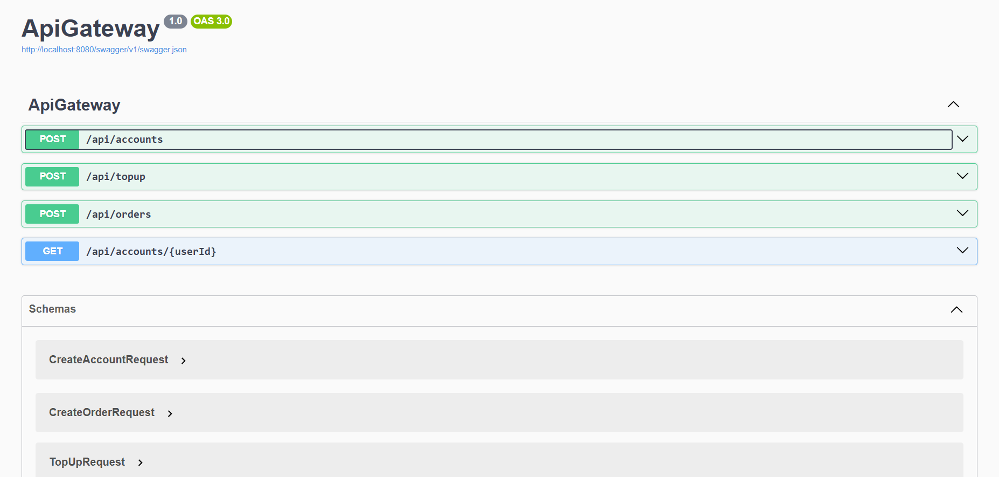 ApiGateway 1.0 OAS 3.0
http://localhost:8080/swagger/v1/swagger.json
ApiGateway
POST /api/accounts
POST /api/topup
POST /api/orders
GET /api/accounts/{userId}
Schemas
CreateAccountRequest
CreateOrderRequest
TopUpRequest